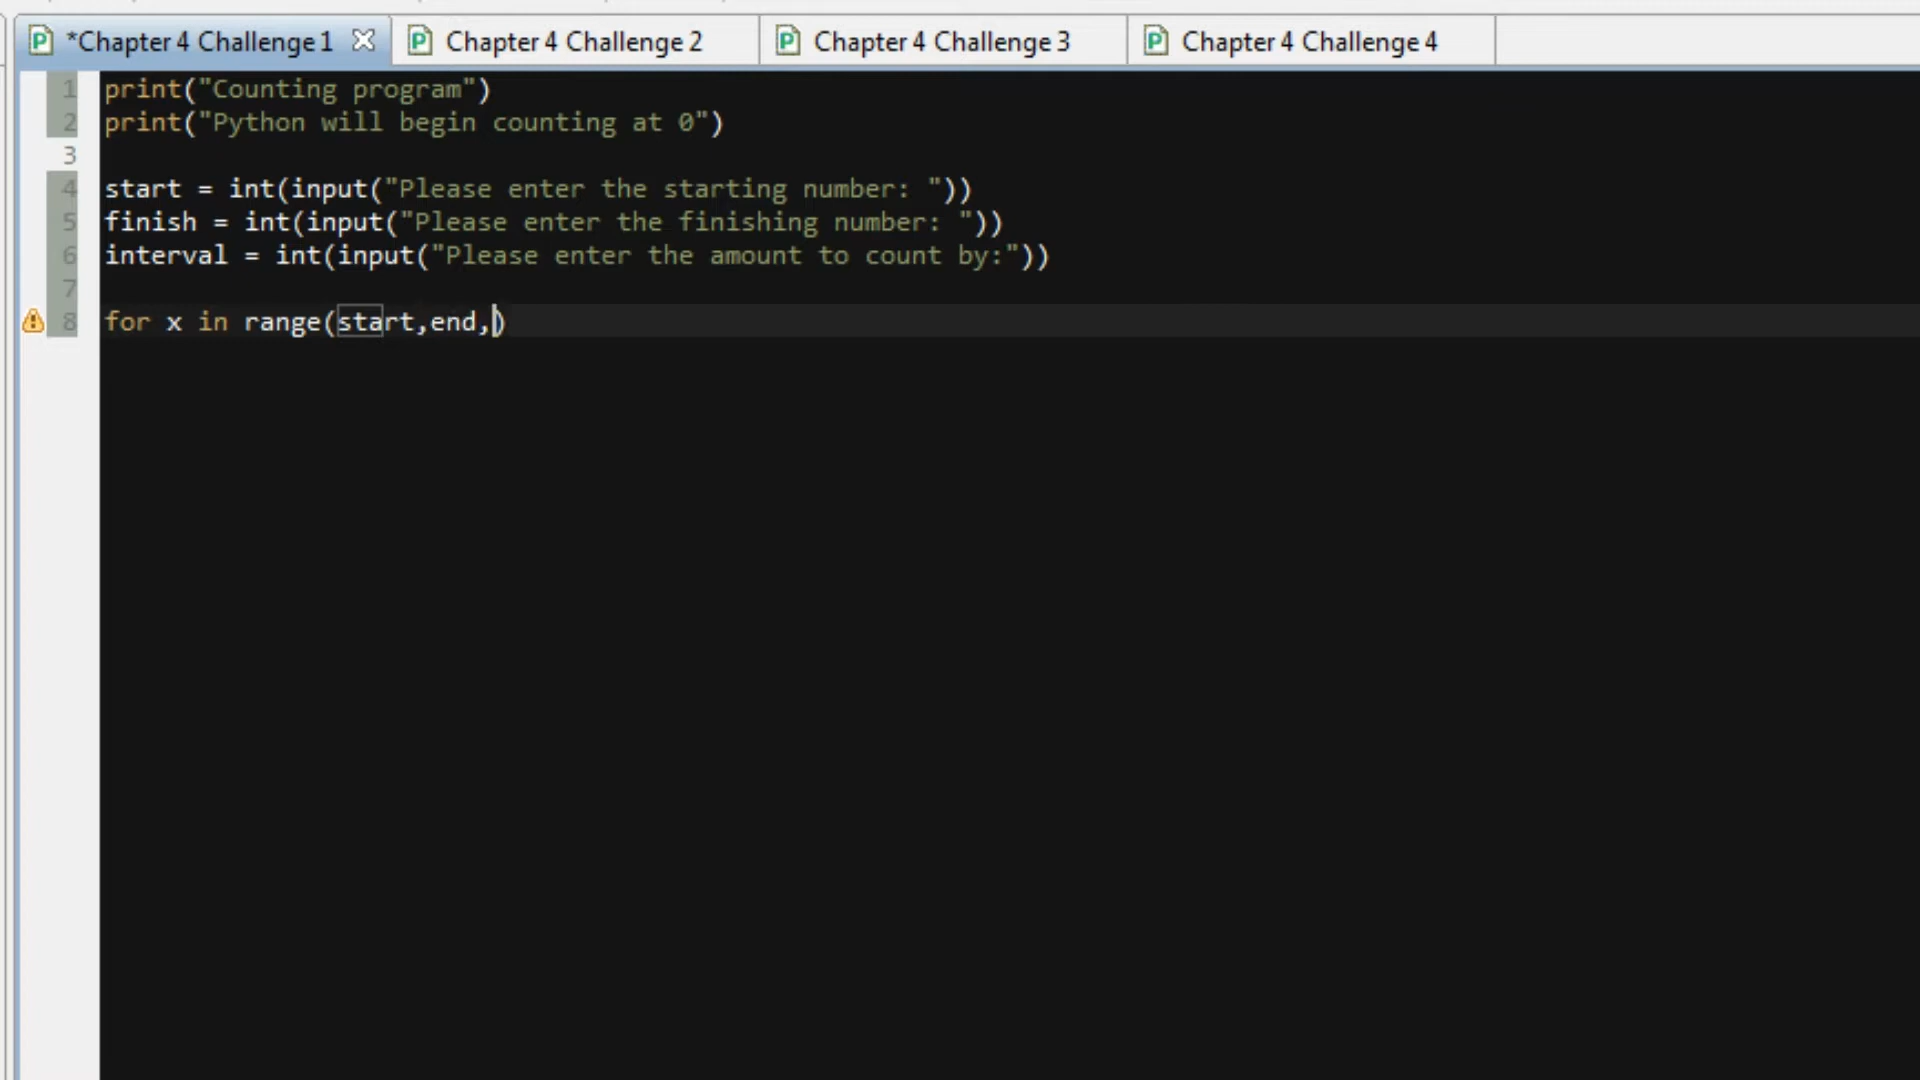 *Chapter 4 Challenge 1 Chapter 4 Challenge 2 Chapter 4 Challenge 3 Chapter 4 Challenge 4
1 print("Counting program")
2 print("Python will begin counting at 0")
3
4 start = int(input("Please enter the starting number: "))
5 finish = int(input("Please enter the finishing number: "))
6 interval = int(input("Please enter the amount to count by:"))
7
8 for x in range(start,end,)